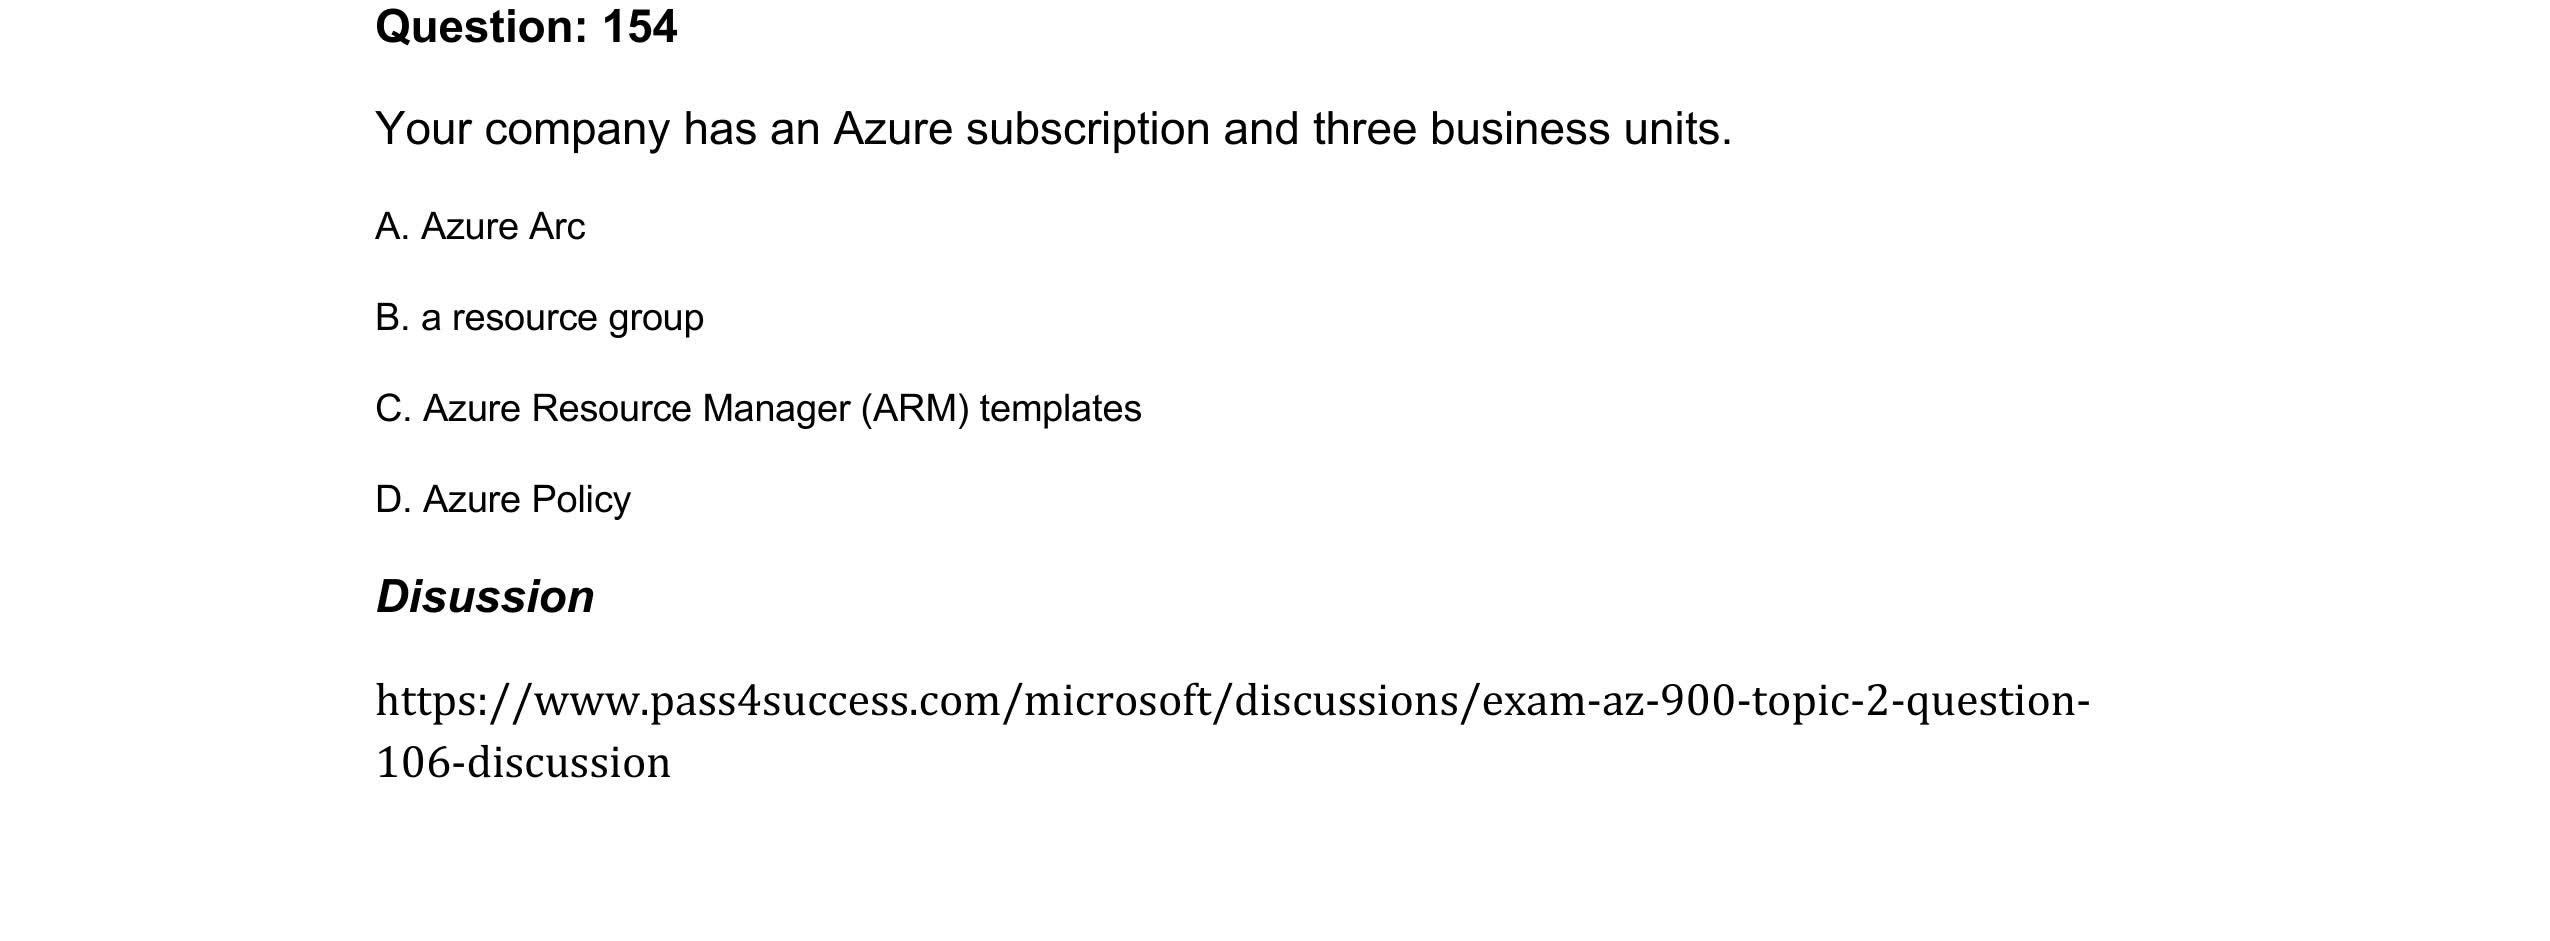 Question: 154
Your company has an Azure subscription and three business units.
A. Azure Arc
B. a resource group
C. Azure Resource Manager (ARM) templates
D. Azure Policy
Disussion
https://www.pass4success.com/microsoft/discussions/exam-az-900-topic-2-question-
106-discussion